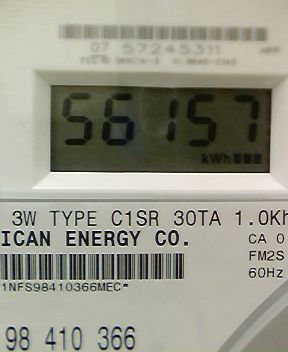 07 57245311
56157
kWh
3W TYPE C1SR 30TA 1.0Kh
ICAN ENERGY CO.
CA 0
FM2S
60Hz
1NFS98410366MEC*
98 410 366